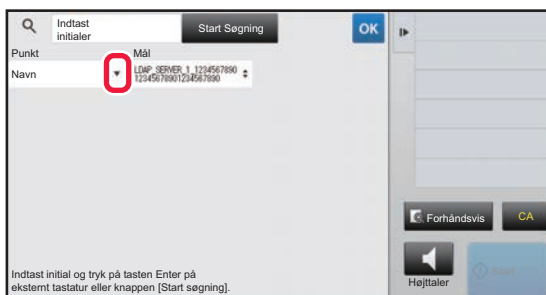 Indtast
initialer
Start Søgning
OK
Punkt
Mål
Navn
LDAP_SERVER_1_1234567890
12345678901234567890
Forhåndsvis
CA
Højttaler
Start
Indtast initial og tryk på tasten Enter på
eksternt tastatur eller knappen [Start søgning].